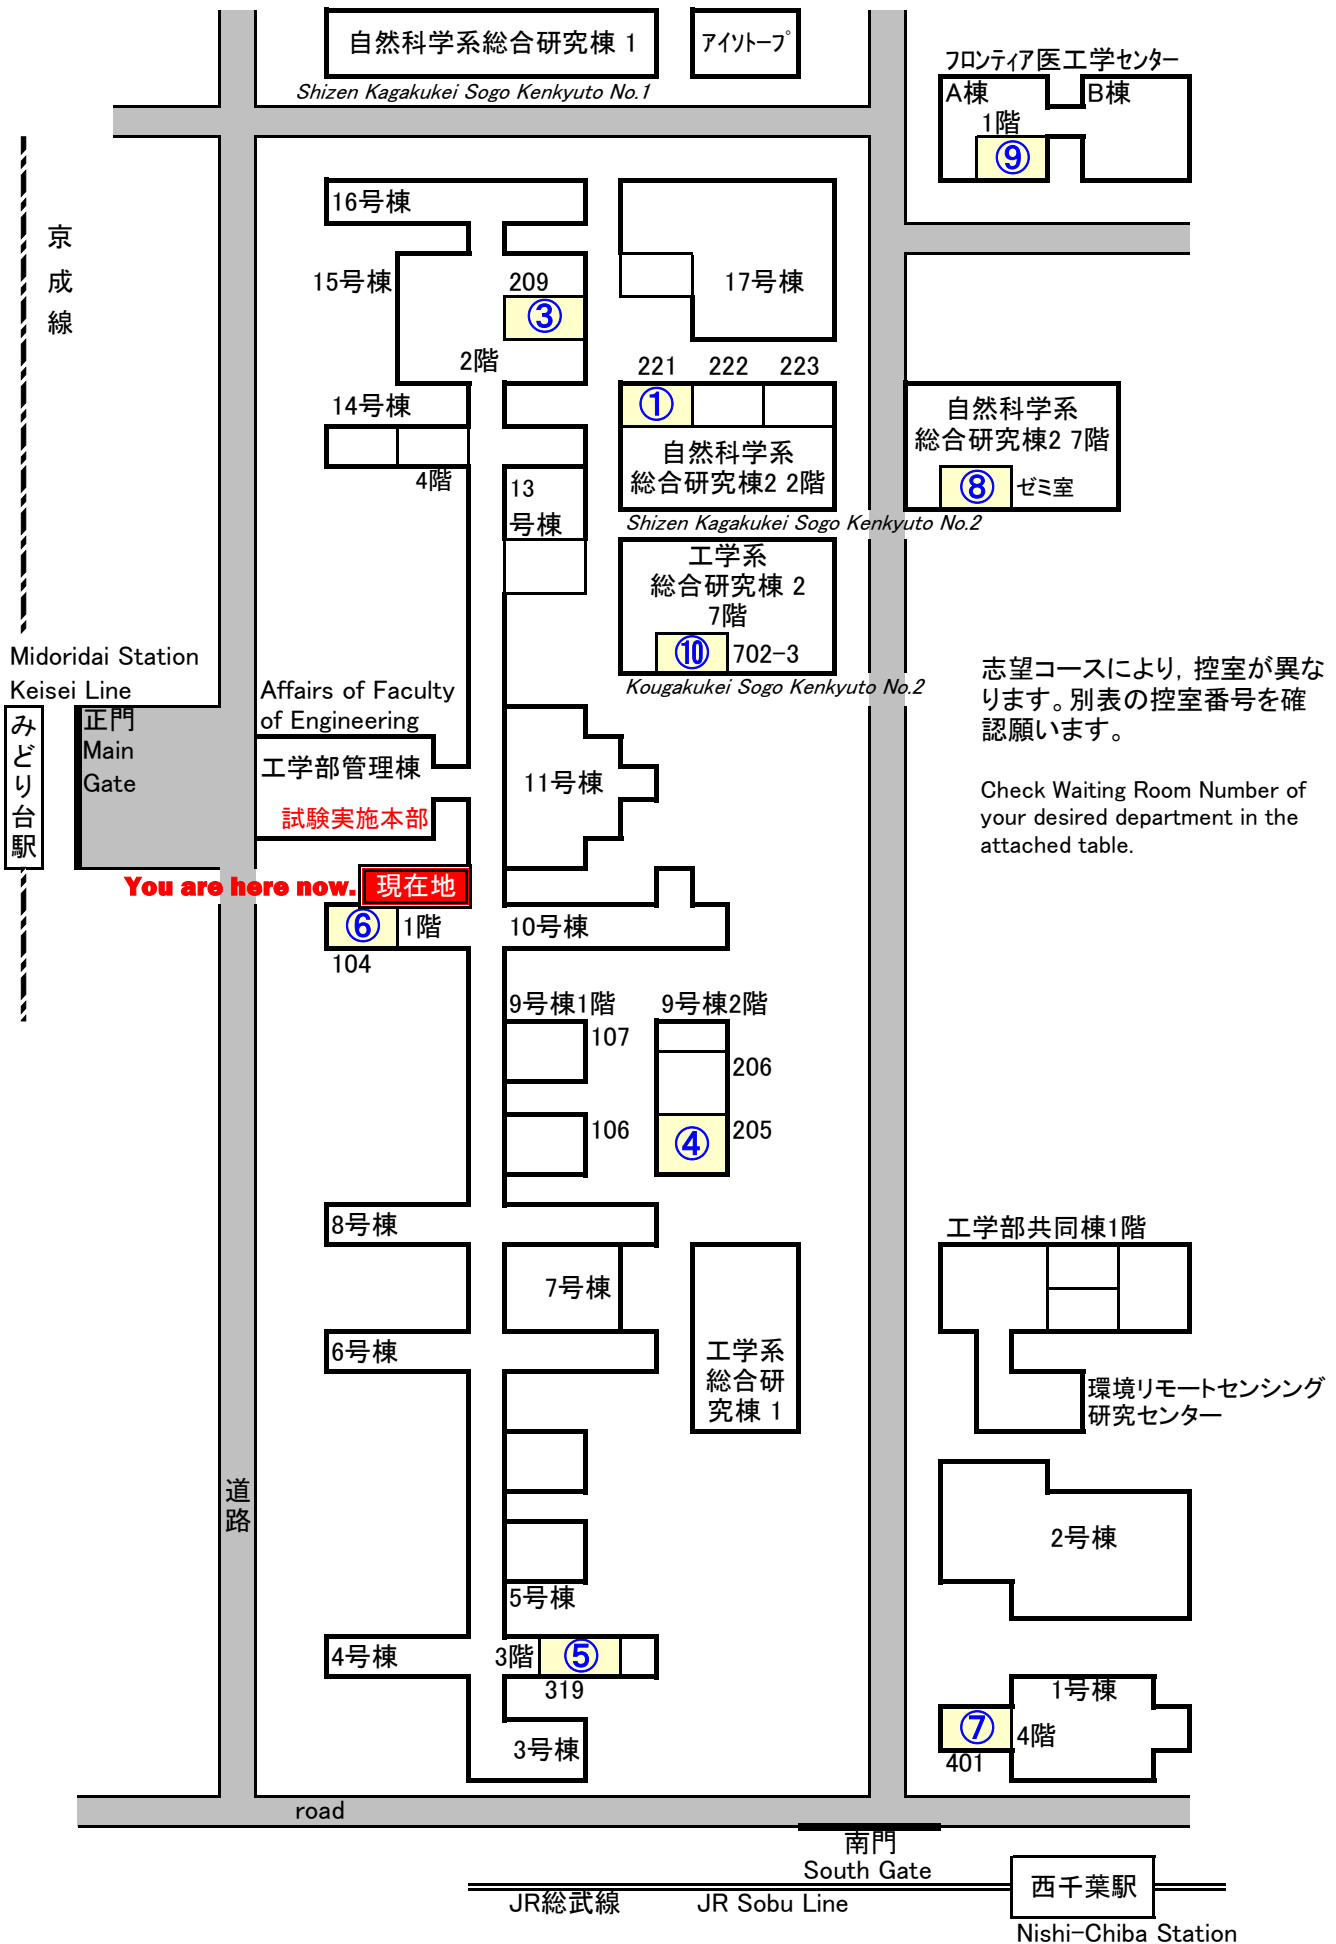 自然科学系総合研究棟 1
アイソトープ
Shizen Kagakukei Sogo Kenkyuto No.1
フロンティア医工学センター
A棟
B棟
1階
⑨
京成線
16号棟
15号棟
209
③
2階
17号棟
14号棟
4階
221 222 223
①
自然科学系
総合研究棟2 2階
Shizen Kagakukei Sogo Kenkyuto No.2
自然科学系
総合研究棟2 7階
⑧ ゼミ室
13
号棟
工学系
総合研究棟 2
7階
⑩ 702-3
Kougakukei Sogo Kenkyuto No.2
Midoridai Station
Keisei Line
みどり台駅
正門
Main
Gate
Affairs of Faculty
of Engineering
工学部管理棟
試験実施本部
11号棟
志望コースにより, 控室が異な
ります。別表の控室番号を確
認願います。
Check Waiting Room Number of
your desired department in the
attached table.
You are here now.
現在地
⑥ 1階
104
10号棟
9号棟1階
107
106
9号棟2階
206
④ 205
8号棟
7号棟
6号棟
工学系
総合研
究棟 1
工学部共同棟1階
環境リモートセンシング
研究センター
道路
2号棟
5号棟
4号棟
3階 ⑤
319
3号棟
1号棟
⑦ 4階
401
road
南門
South Gate
JR総武線
JR Sobu Line
西千葉駅
Nishi-Chiba Station